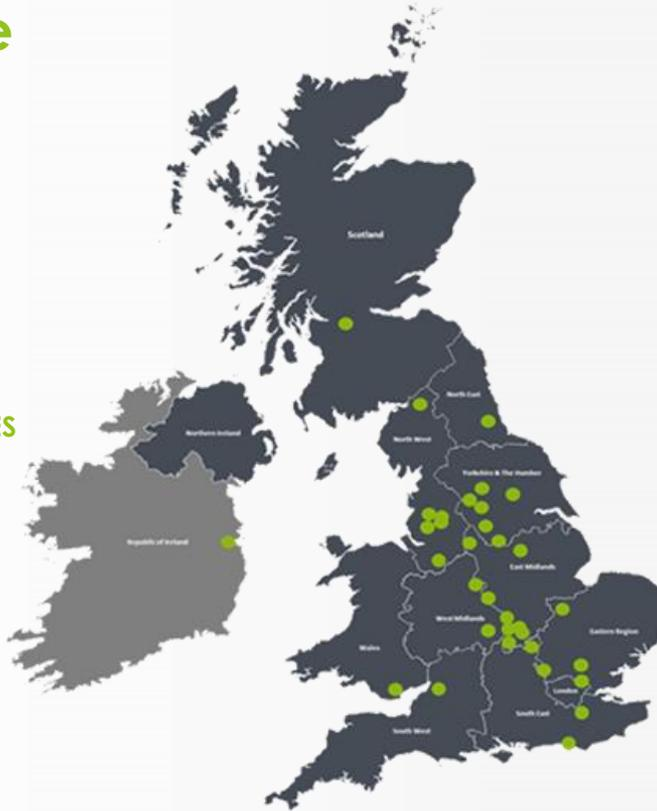 e
Scotland
ES
North East
Northern Ireland
North West
Yorkshire & The Humber
Republic of Ireland
East Midlands
West Midlands
Eastern Region
Wales
London
South East
South West